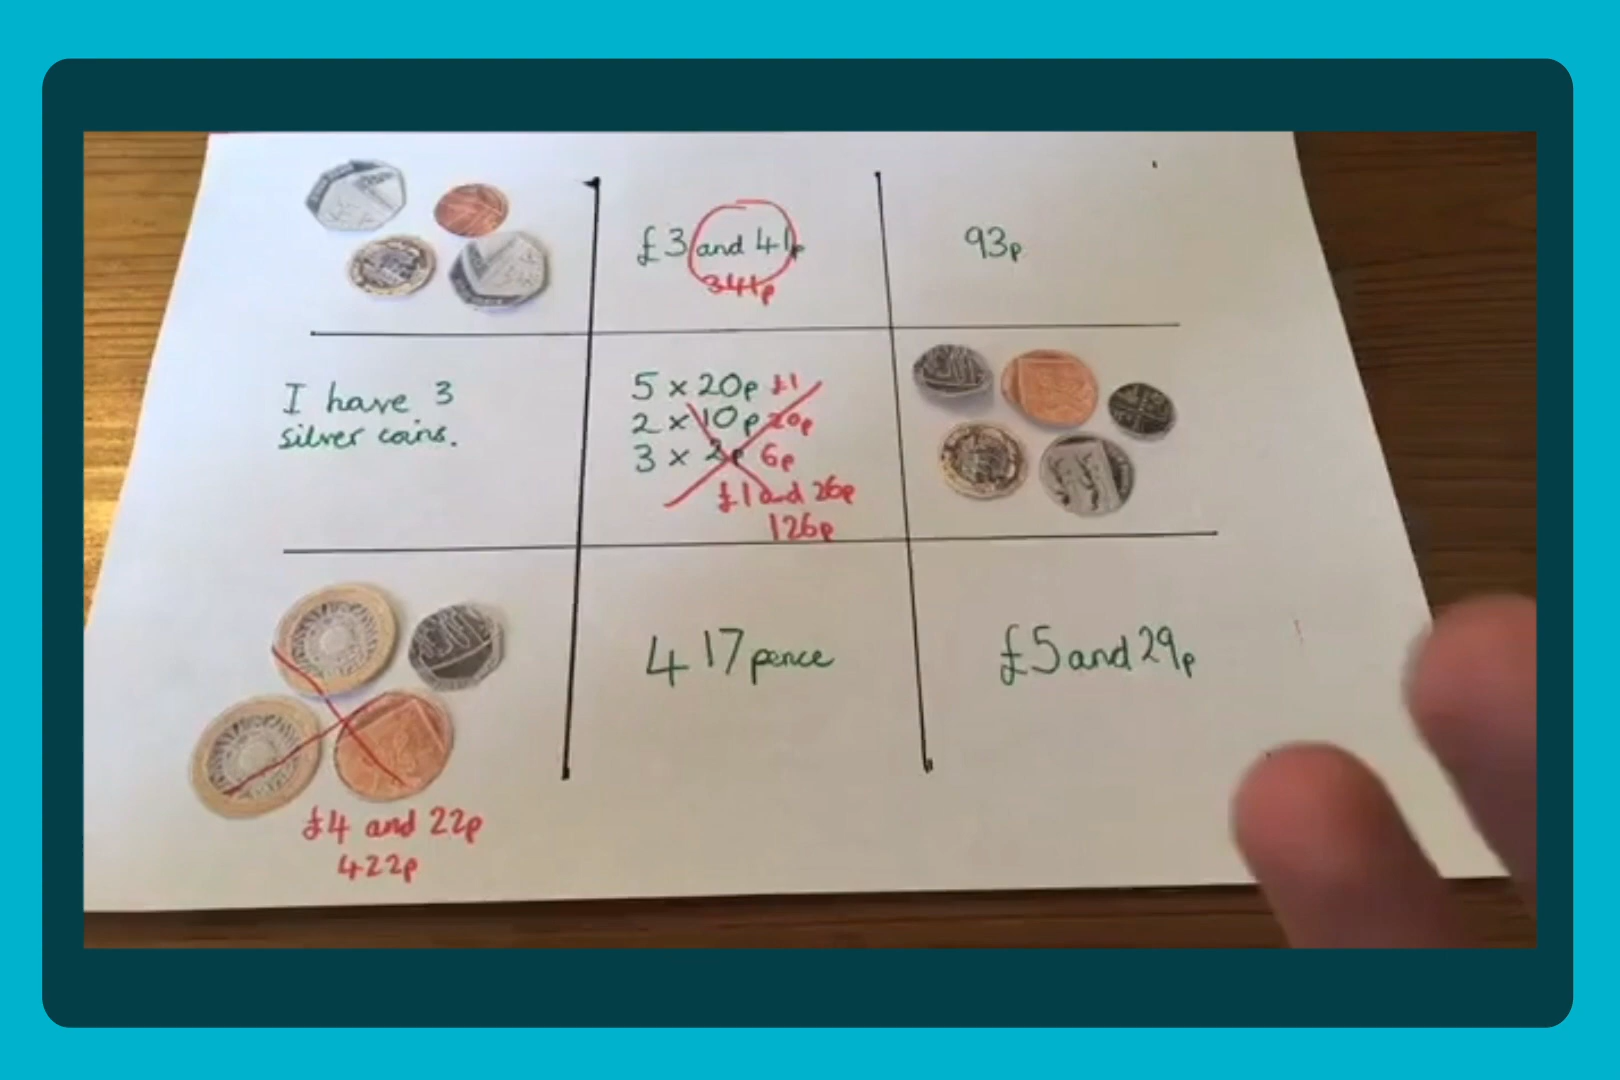 £3 and 41p
341p
93p
I have 3
silver coins.
5 x 20p £1
2 x 10p 20p
3 x 2p 6p
£1 and 26p
126p
£4 and 22p
422p
417 pence
£5 and 29p